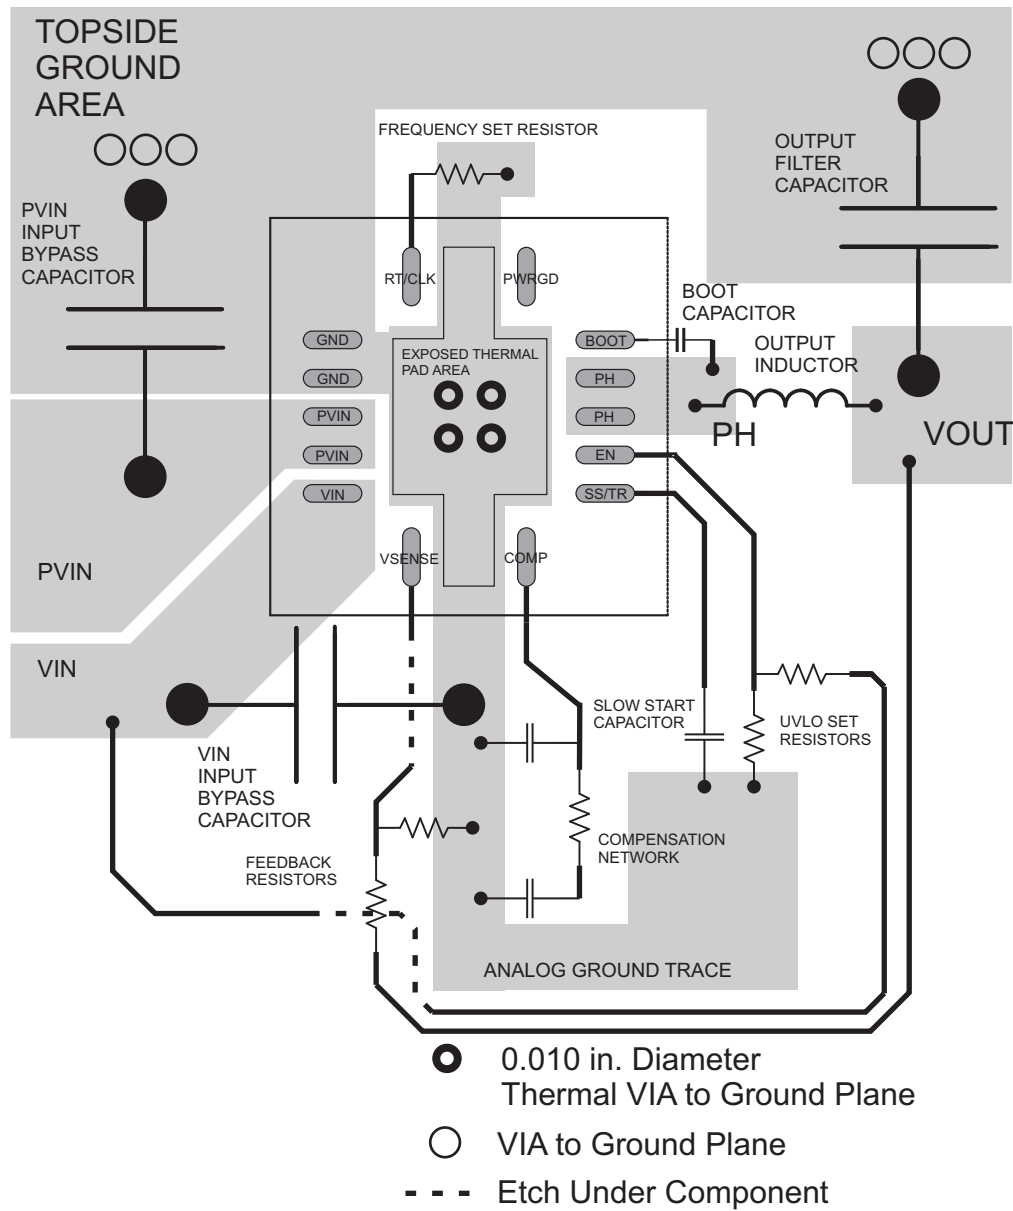 TOPSIDE
GROUND
AREA
FREQUENCY SET RESISTOR
OUTPUT
FILTER
CAPACITOR
PVIN
INPUT
BYPASS
CAPACITOR
RT/CLK
PWRGD
BOOT
CAPACITOR
GND
EXPOSED THERMAL
PAD AREA
BOOT
OUTPUT
INDUCTOR
GND
PH
PVIN
PH
PH
VOUT
PVIN
EN
VIN
SS/TR
VSENSE
COMP
PVIN
VIN
SLOW START
CAPACITOR
UVLO SET
RESISTORS
VIN
INPUT
BYPASS
CAPACITOR
COMPENSATION
NETWORK
FEEDBACK
RESISTORS
ANALOG GROUND TRACE
0.010 in. Diameter
Thermal VIA to Ground Plane
VIA to Ground Plane
Etch Under Component